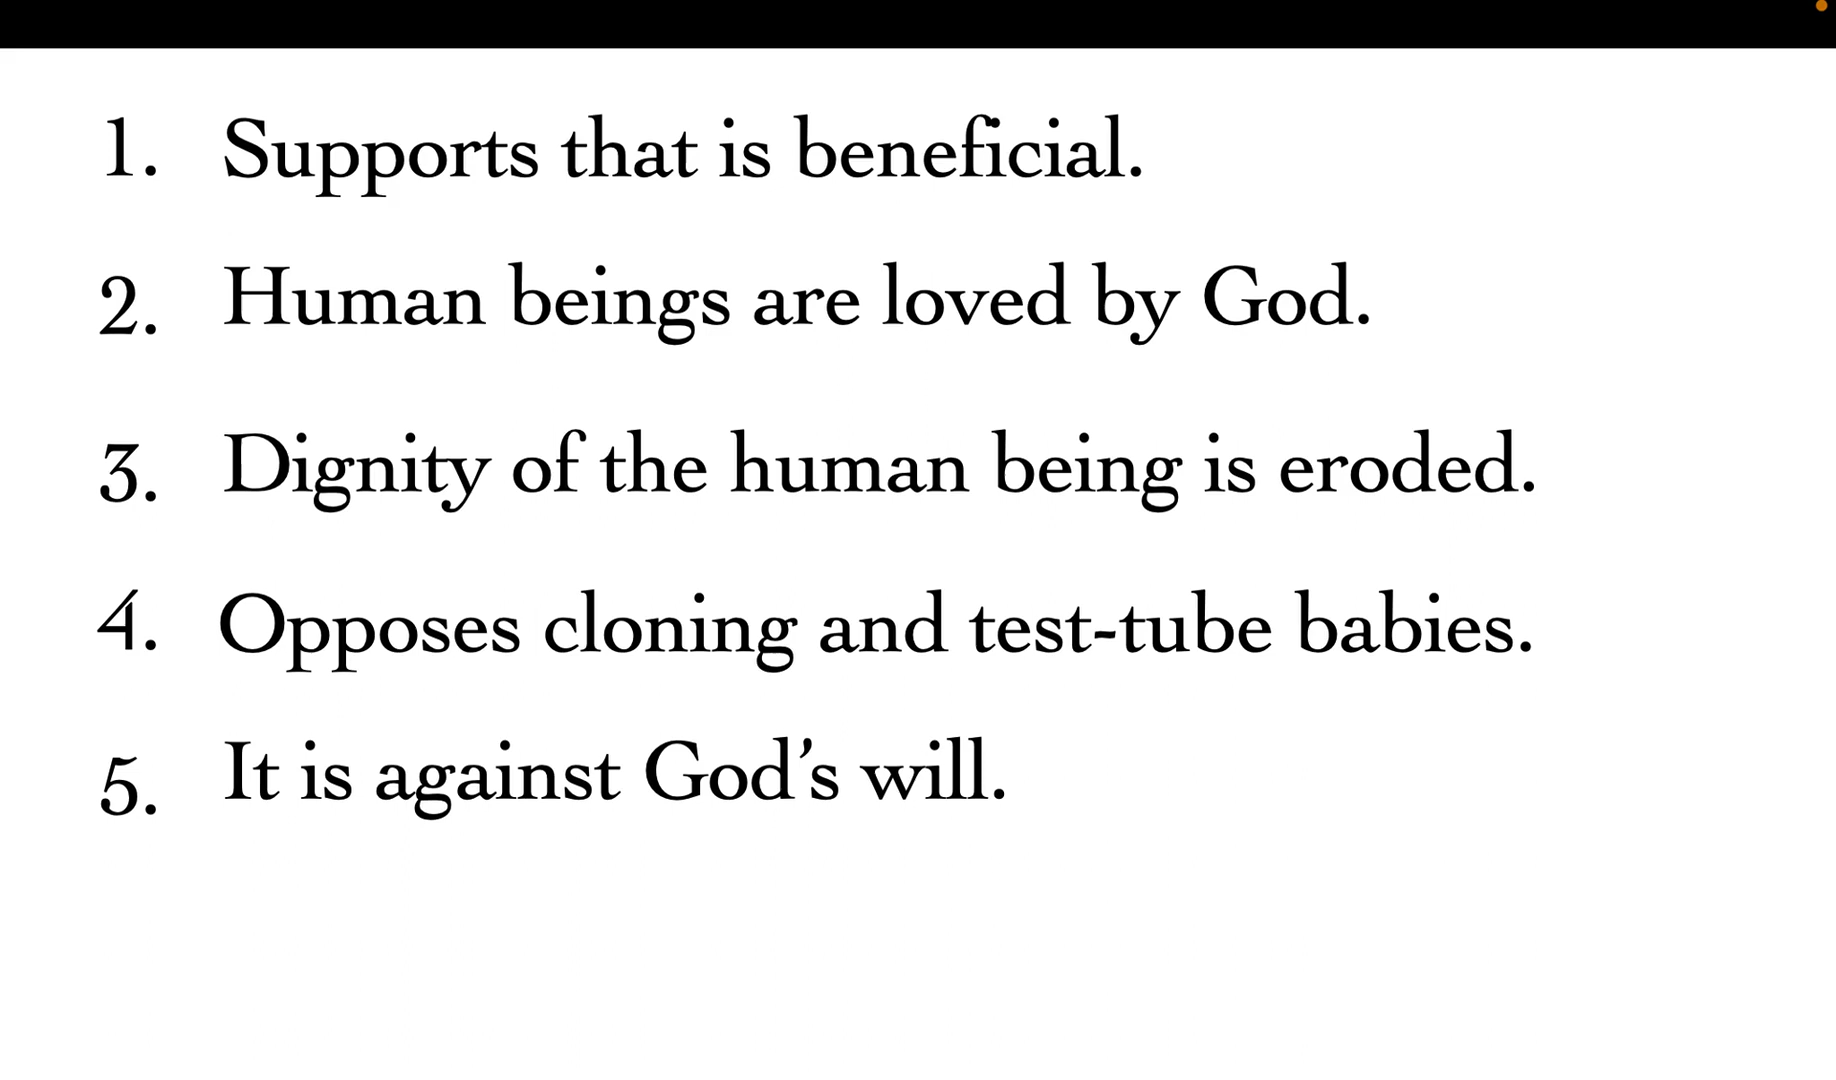 1. Supports that is beneficial.
2. Human beings are loved by God.
3. Dignity of the human being is eroded.
4. Opposes cloning and test-tube babies.
5. It is against God’s will.